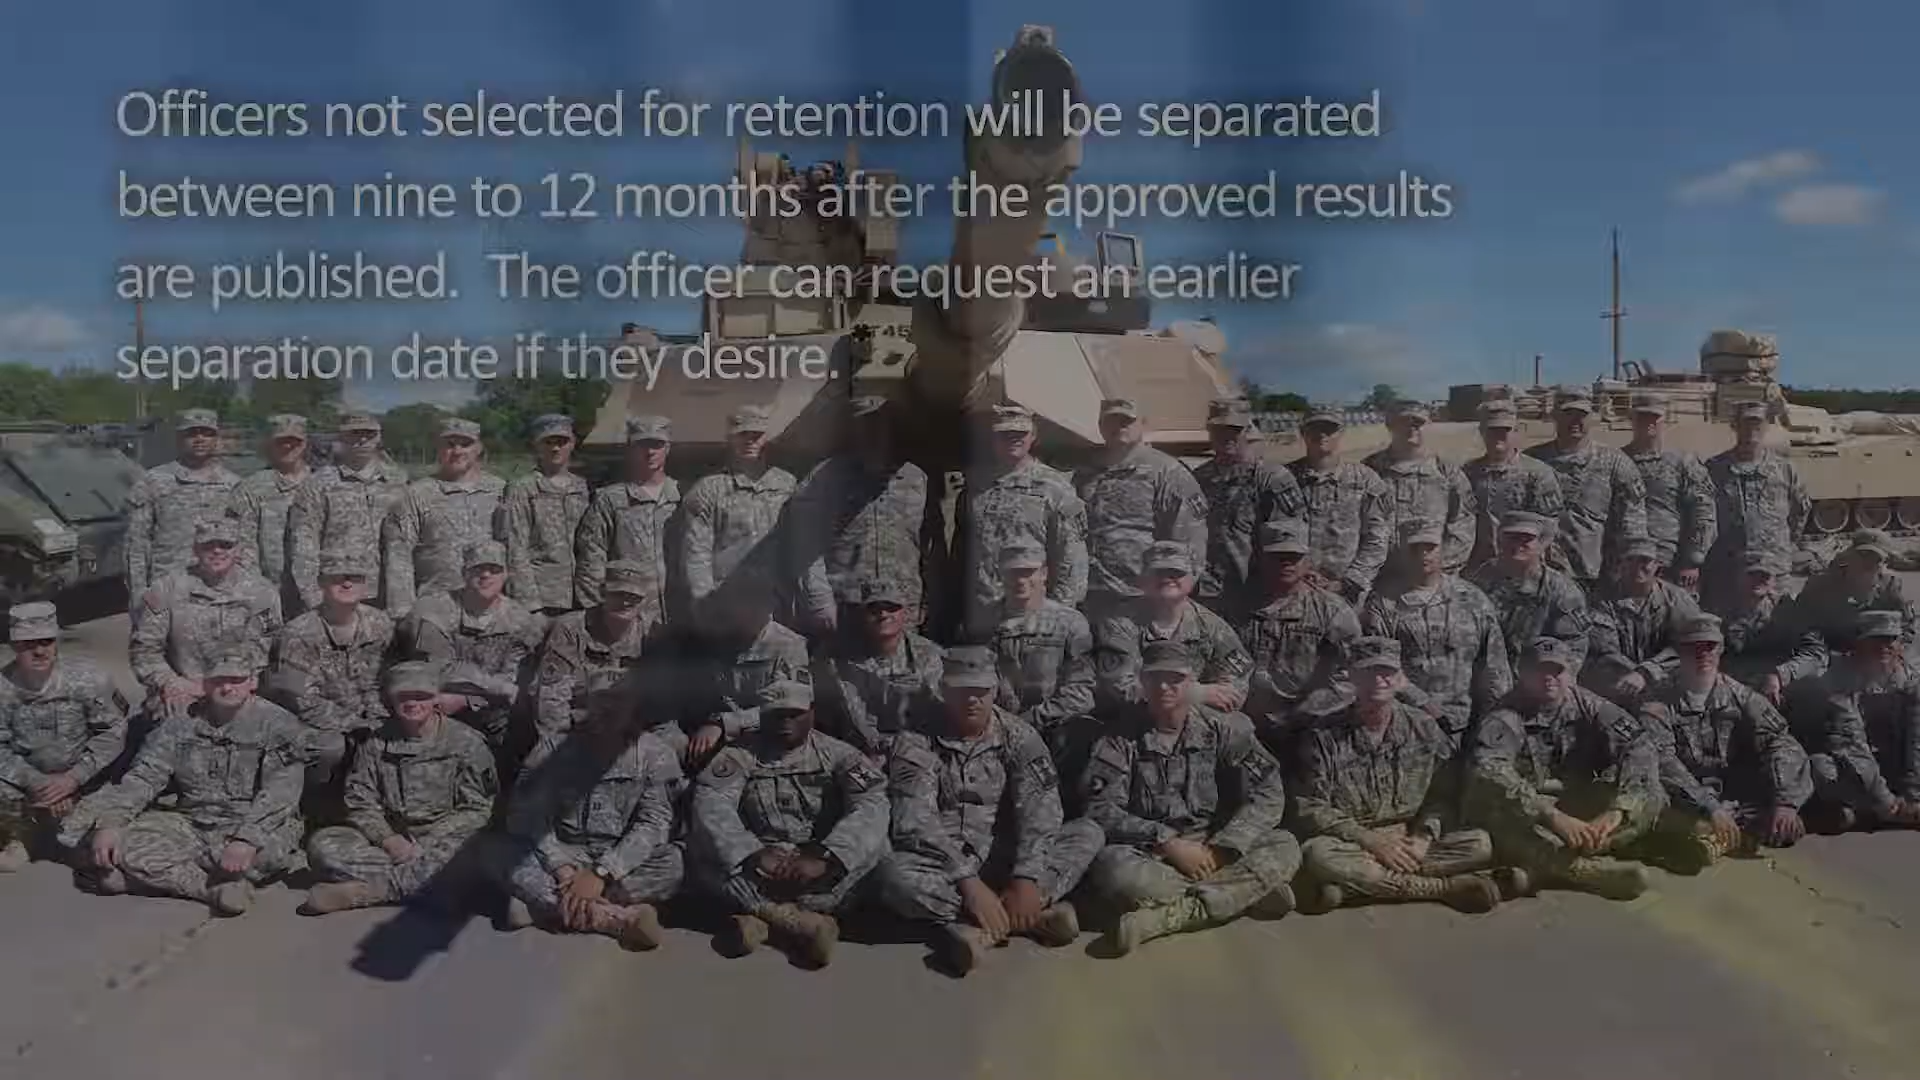 Officers not selected for retention will be separated
between nine to 12 months after the approved results
are published. The officer can request an earlier
separation date if they desire.
T45